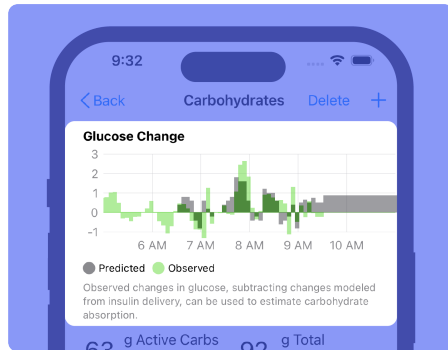 9:32
Back Carbohydrates Delete +
Glucose Change
3
2
1
0
-1
6 AM 7 AM 8 AM 9 AM 10 AM
Predicted Observed
Observed changes in glucose, subtracting changes modeled
from insulin delivery, can be used to estimate carbohydrate
absorption.
g Active Carbs g Total